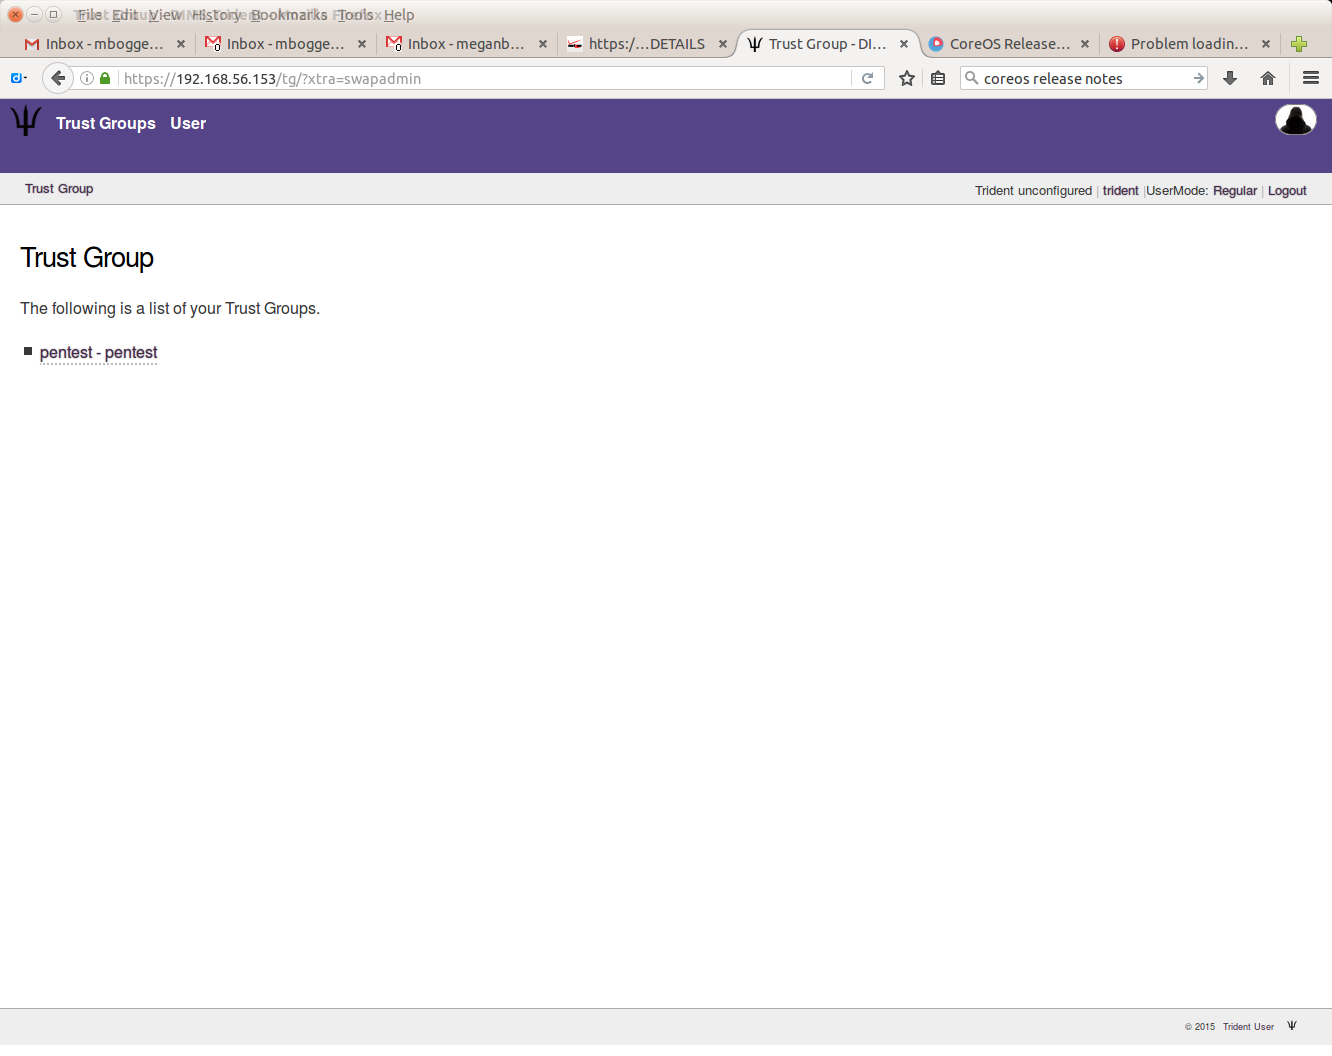 File Edit View History Bookmarks Tools Help
Inbox - mbogge... Inbox - mbogge... Inbox - meganb... https:/...DETAILS Trust Group - DI... CoreOS Release... Problem loadin...
https://192.168.56.153/tg/?xtra=swapadmin coreos release notes
Trust Groups User
Trust Group Trident unconfigured | trident |UserMode: Regular | Logout
Trust Group
The following is a list of your Trust Groups.
pentest - pentest
© 2015 Trident User